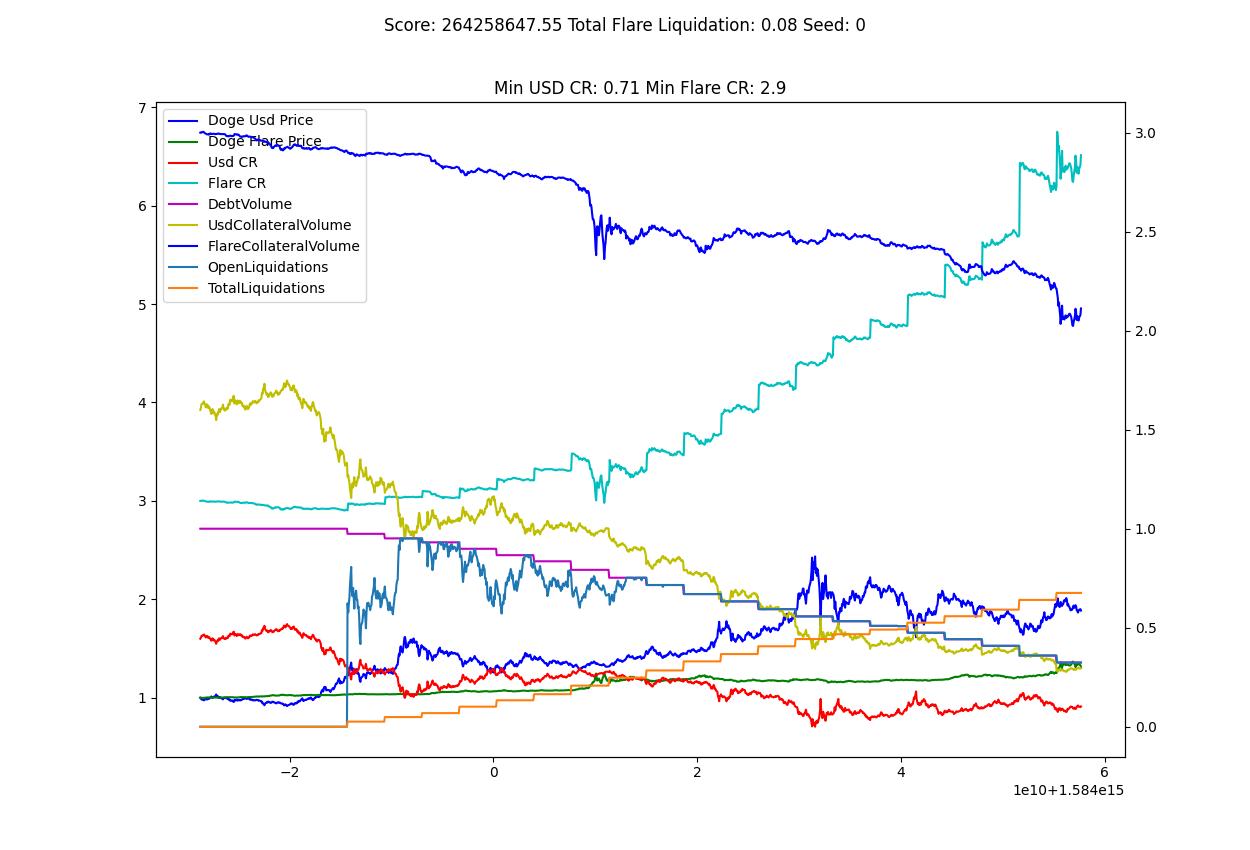 Score: 264258647.55 Total Flare Liquidation: 0.08 Seed: 0
Min USD CR: 0.71 Min Flare CR: 2.9
Doge Usd Price
Doge Flare Price
Usd CR
Flare CR
DebtVolume
UsdCollateralVolume
FlareCollateralVolume
OpenLiquidations
TotalLiquidations
7
6
5
4
3
2
1
3.0
2.5
2.0
1.5
1.0
0.5
0.0
−2
0
2
4
6
1e10+1.584e15